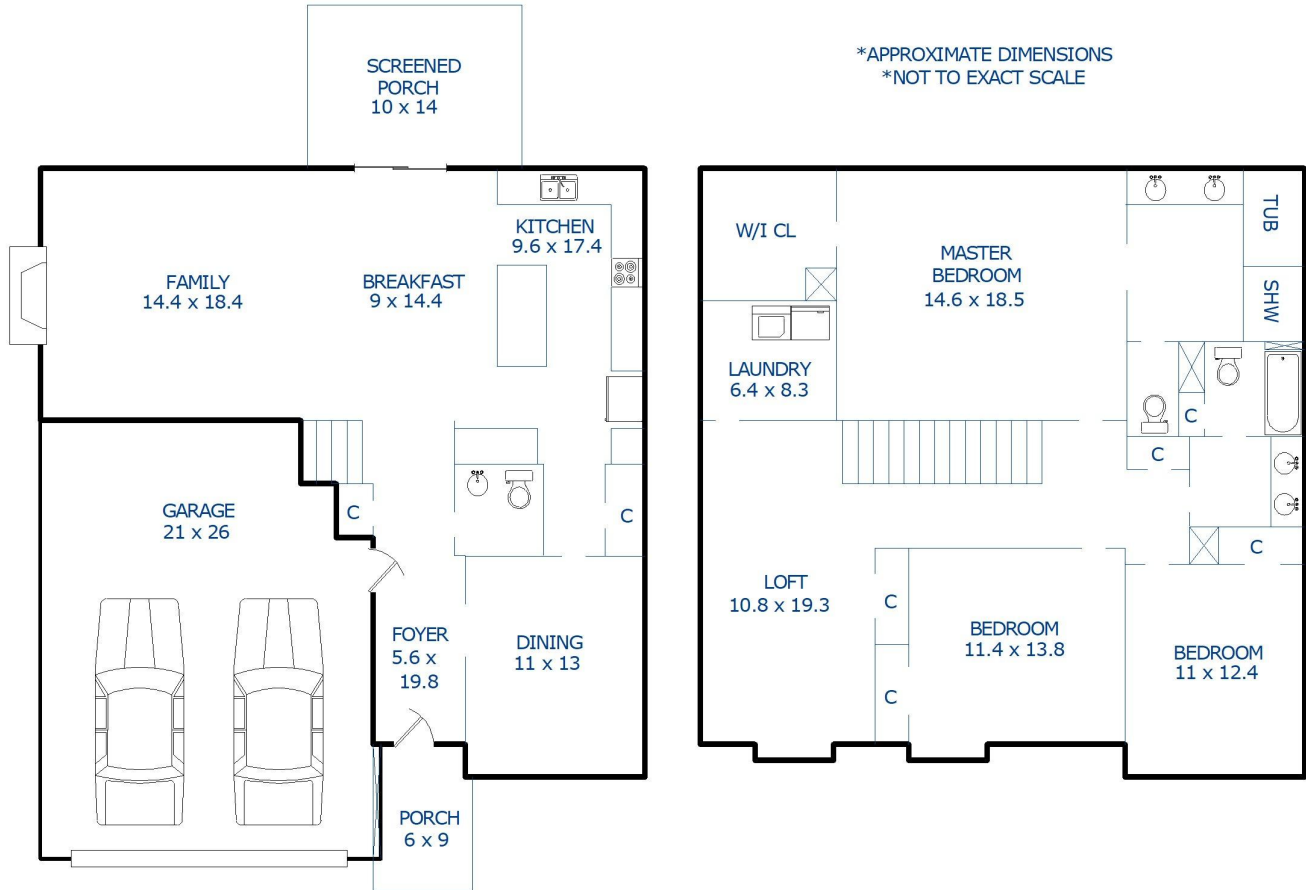 SCREENED
PORCH
10 x 14
*APPROXIMATE DIMENSIONS
*NOT TO EXACT SCALE
KITCHEN
9.6 x 17.4
FAMILY
14.4 x 18.4
BREAKFAST
9 x 14.4
GARAGE
21 x 26
C
C
FOYER
5.6 x
19.8
DINING
11 x 13
PORCH
6 x 9
W/I CL
MASTER
BEDROOM
14.6 x 18.5
TUB
SHW
LAUNDRY
6.4 x 8.3
C
C
C
LOFT
10.8 x 19.3
C
BEDROOM
11.4 x 13.8
C
BEDROOM
11 x 12.4